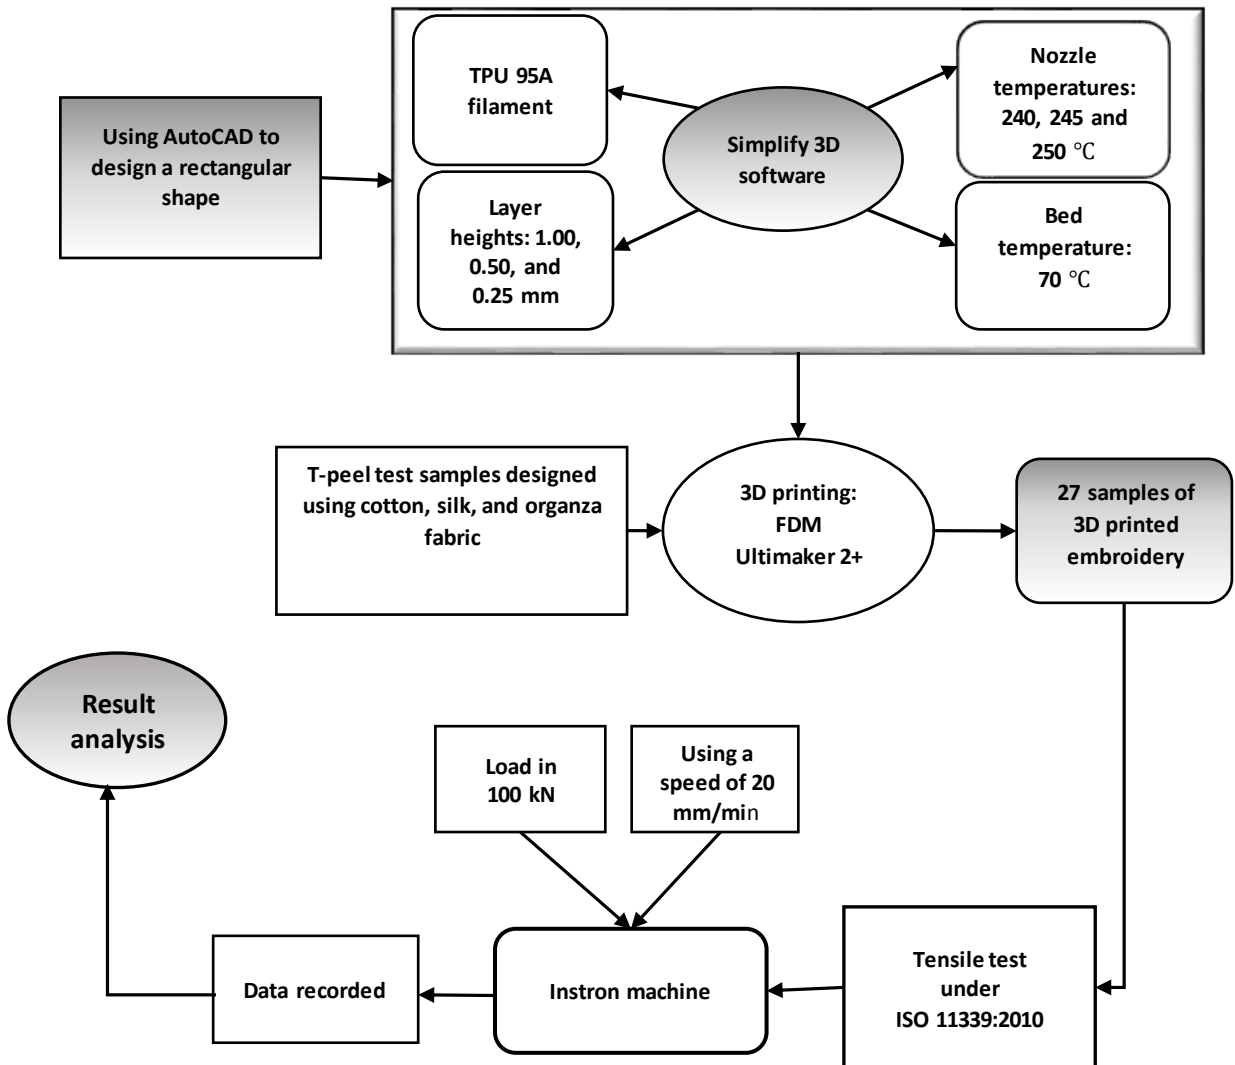 Using AutoCAD to
design a rectangular
shape
TPU 95A
filament
Layer
heights: 1.00,
0.50, and
0.25 mm
Simplify 3D
software
Nozzle
temperatures:
240, 245 and
250 °C
Bed
temperature:
70 °C
T-peel test samples designed
using cotton, silk, and organza
fabric
3D printing:
FDM
Ultimaker 2+
27 samples of
3D printed
embroidery
Tensile test
under
ISO 11339:2010
Load in
100 kN
Using a
speed of 20
mm/min
Instron machine
Data recorded
Result
analysis